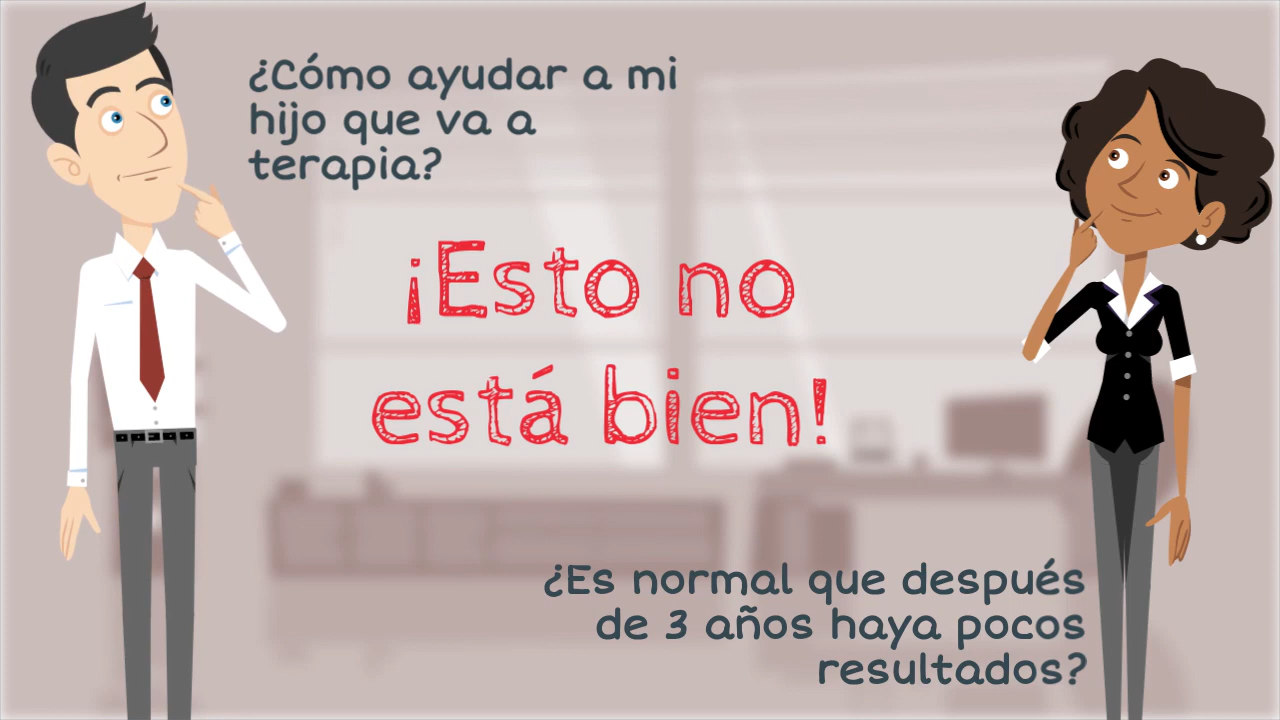 ¿Cómo ayudar a mi
hijo que va a
terapia?
¡Esto no
está bien!
¿Es normal que después
de 3 años haya pocos
resultados?